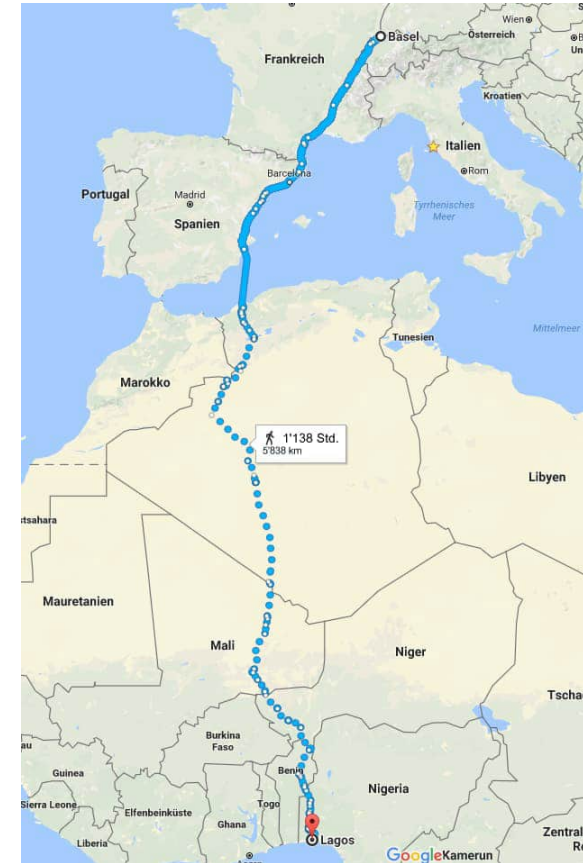 Wien
Basel
Österreich
Frankreich
Kroatien
Italien
Barcelona
Rom
Portugal
Madrid
Spanien
Tyrrhenisches
Meer
Mittelmeer
Tunesien
Marokko
1'138 Std.
5'838 km
Libyen
stsahara
Mauretanien
Mali
Niger
Tscha
Burkina
Faso
Benin
Guinea
Nigeria
Togo
Sierra Leone
Elfenbeinküste
Ghana
Lagos
Liberia
Zentral
Google
Kamerun